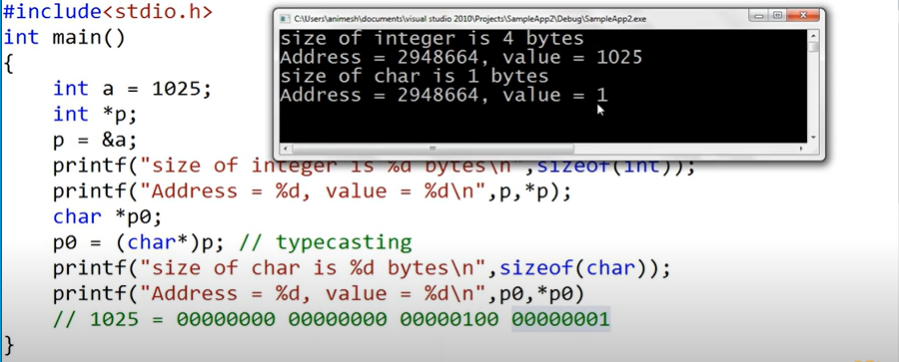 #include<stdio.h>
int main()
{
int a = 1025;
int *p;
p = &a;
printf("size of integer is %d bytes\n",sizeof(int));
printf("Address = %d, value = %d\n",p,*p);
char *p0;
p0 = (char*)p; // typecasting
printf("size of char is %d bytes\n",sizeof(char));
printf("Address = %d, value = %d\n",p0,*p0)
// 1025 = 00000000 00000000 00000100 00000001
}
C:\Users\animesh\documents\visual studio 2010\Projects\SampleApp2\Debug\SampleApp2.exe
size of integer is 4 bytes
Address = 2948664, value = 1025
size of char is 1 bytes
Address = 2948664, value = 1